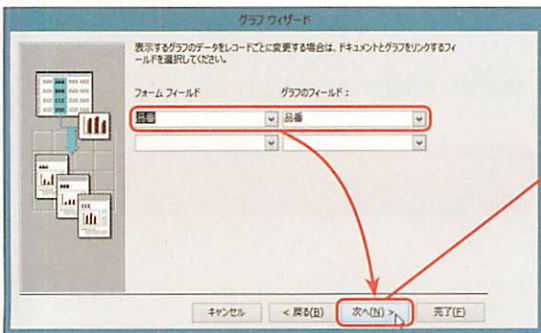 グラフ ウィザード
表示するグラフのデータをレコードごとに変更する場合は、ドキュメントとグラフをリンクするフィ
ールドを選択してください。
フォーム フィールド
グラフのフィールド：
品番
品番
キャンセル
< 戻る(B)
次へ(N) >
完了(F)